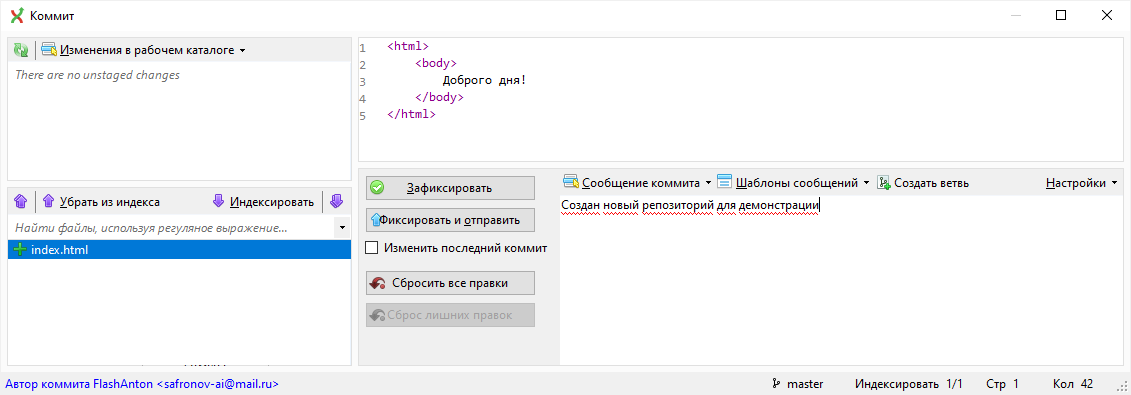 Коммит
Изменения в рабочем каталоге
There are no unstaged changes
1 <html>
2 <body>
3 Доброго дня!
4 </body>
5 </html>
Убрать из индекса Индексировать
Найти файлы, используя регуляное выражение...
index.html
Зафиксировать
Фиксировать и отправить
Изменить последний коммит
Сбросить все правки
Сброс лишних правок
Сообщение коммита Шаблоны сообщений Создать ветвь Настройки
Создан новый репозиторий для демонстрации
Автор коммита FlashAnton <safronov-ai@mail.ru> master Индексировать 1/1 Стр 1 Кол 42